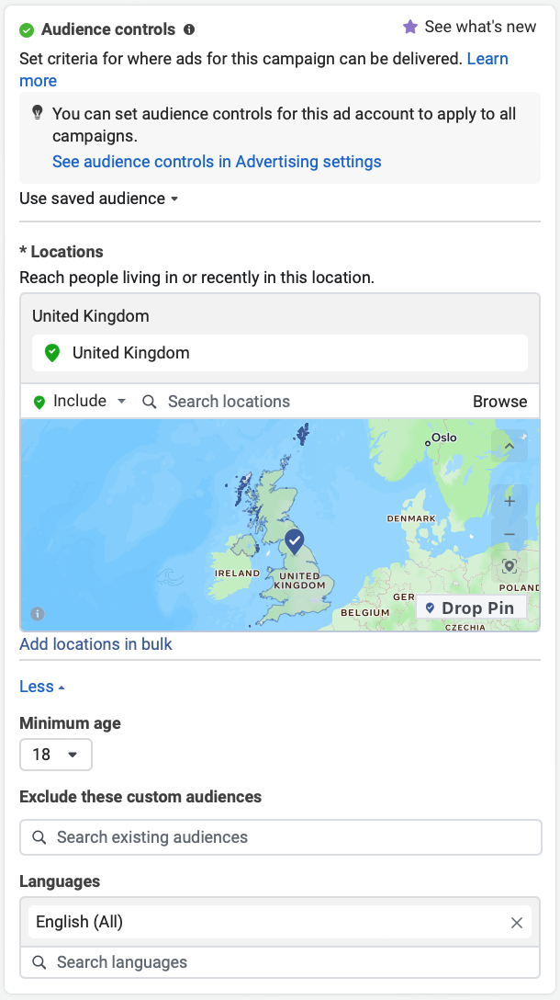 Audience controls
See what's new
Set criteria for where ads for this campaign can be delivered. Learn
more
You can set audience controls for this ad account to apply to all
campaigns.
See audience controls in Advertising settings
Use saved audience
* Locations
Reach people living in or recently in this location.
United Kingdom
United Kingdom
Include
Search locations
Browse
Oslo
DENMARK
IRELAND
UNITED
KINGDOM
GER
POLAND
BELGIUM
Drop Pin
CZECHIA
Add locations in bulk
Less
Minimum age
18
Exclude these custom audiences
Search existing audiences
Languages
English (All)
Search languages